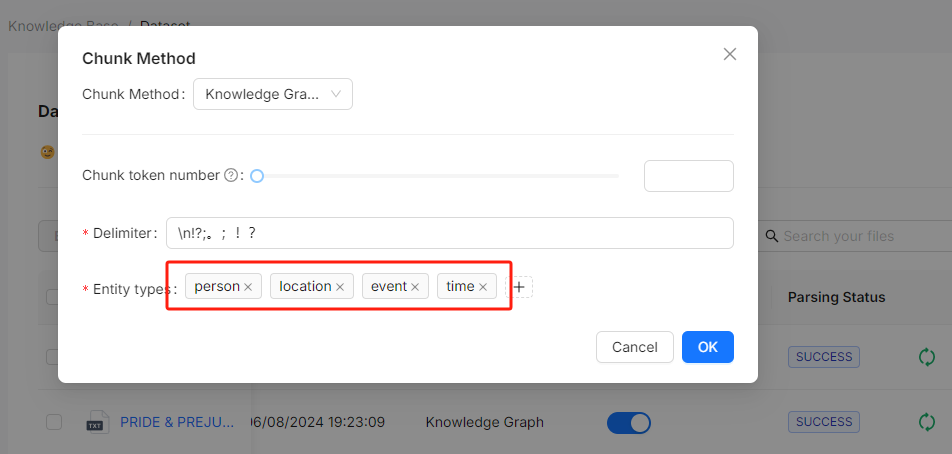 Knowledge Base / Dataset
Chunk Method
Chunk Method: Knowledge Gra...
Da
Chunk token number ? :
* Delimiter: \n!?;。；！？
Search your files
* Entity types: person × location × event × time × +
Parsing Status
Cancel OK
SUCCESS
TXT PRIDE & PREJU... 06/08/2024 19:23:09 Knowledge Graph SUCCESS